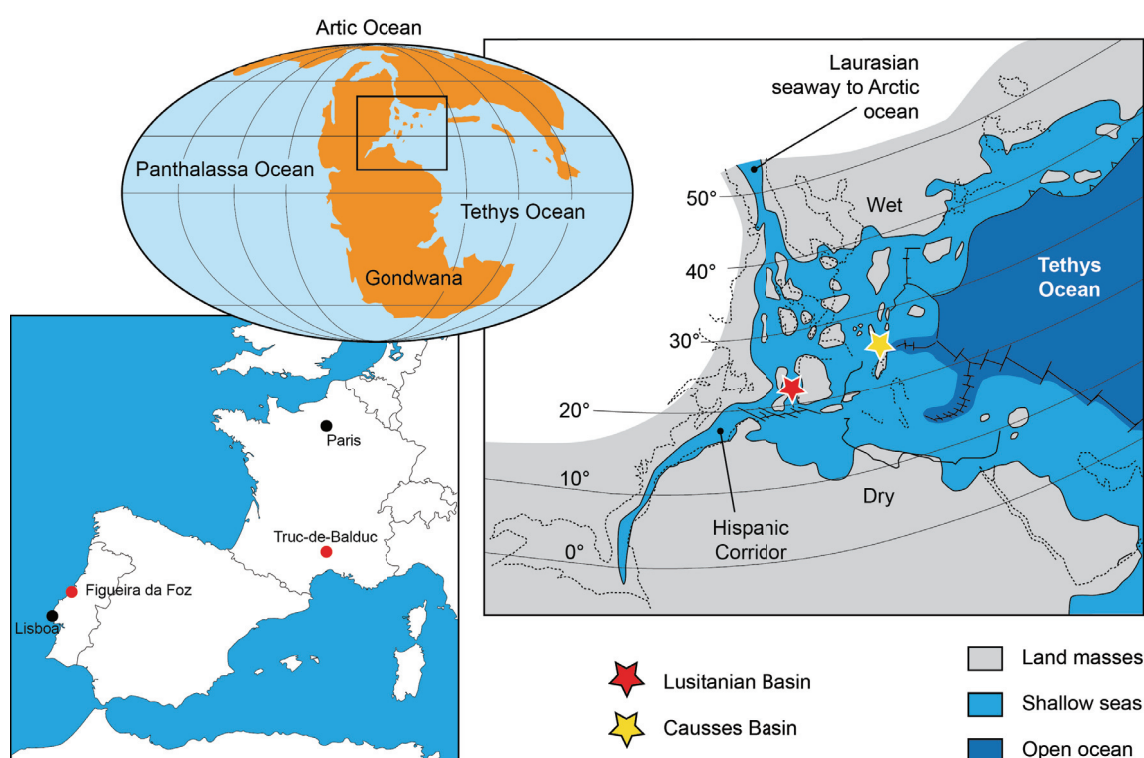 Artic Ocean
Panthalassa Ocean
Tethys Ocean
Gondwana
Laurasian
seaway to Arctic
ocean
50°
Wet
40°
Tethys
Ocean
30°
20°
10°
Dry
Hispanic
Corridor
0°
Paris
Truc-de-Balduc
Figueira da Foz
Lisboa
Lusitanian Basin
Causses Basin
Land masses
Shallow seas
Open ocean